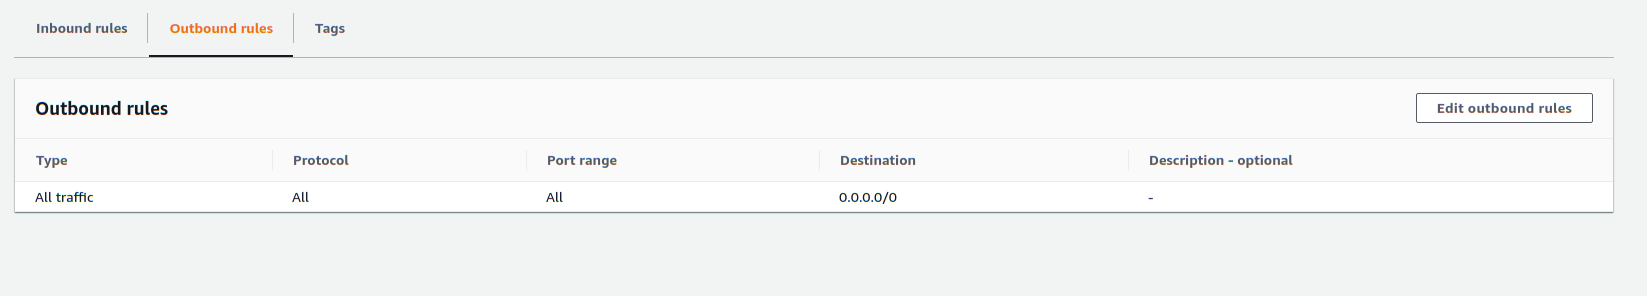 Inbound rules Outbound rules Tags
Outbound rules Edit outbound rules
Type Protocol Port range Destination Description - optional
All traffic All All 0.0.0.0/0 -